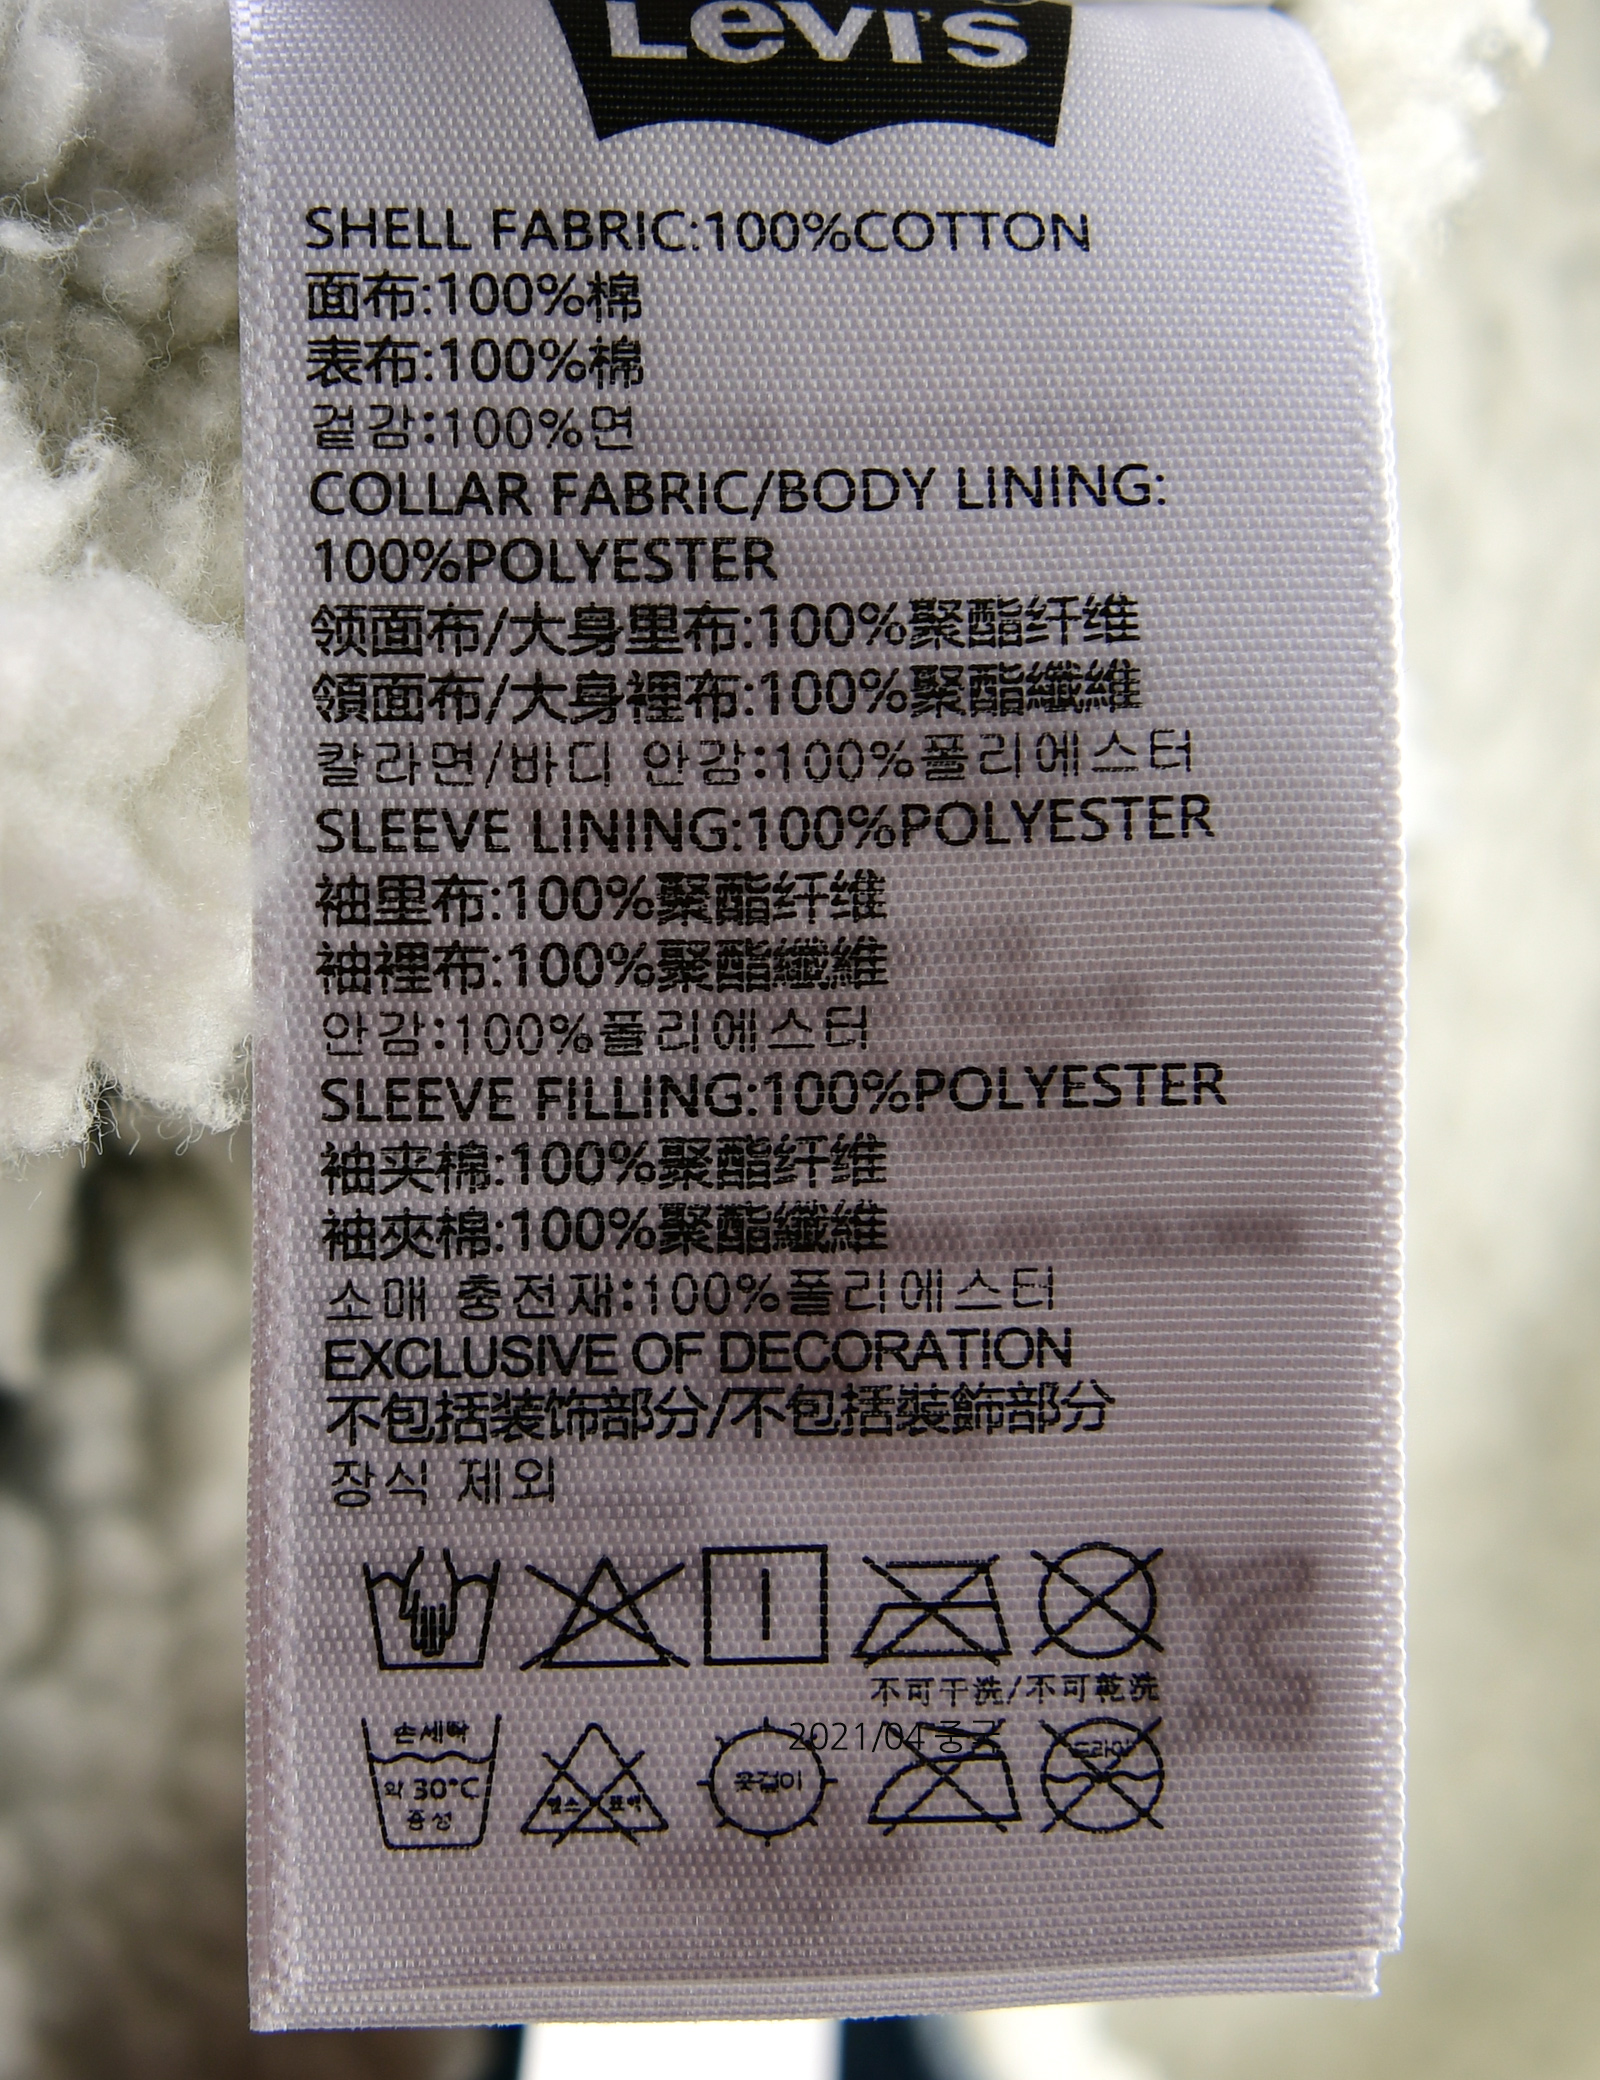 Levi's
SHELL FABRIC:100%COTTON
面布:100%棉
表布:100%棉
겉감:100%면
COLLAR FABRIC/BODY LINING:
100%POLYESTER
领面布/大身里布:100%聚酯纤维
領面布/大身裡布:100%聚酯纖維
칼라면/바디 안감:100%폴리에스터
SLEEVE LINING:100%POLYESTER
袖里布:100%聚酯纤维
袖裡布:100%聚酯纖維
안감:100%폴리에스터
SLEEVE FILLING:100%POLYESTER
袖夹棉:100%聚酯纤维
袖夾棉:100%聚酯纖維
소매 충전재:100%폴리에스터
EXCLUSIVE OF DECORATION
不包括装饰部分/不包括裝飾部分
장식 제외
不可干洗/不可乾洗
2021/04 중국
손세탁
약 30°C
중성
염소 표백
옷걸이
드라이